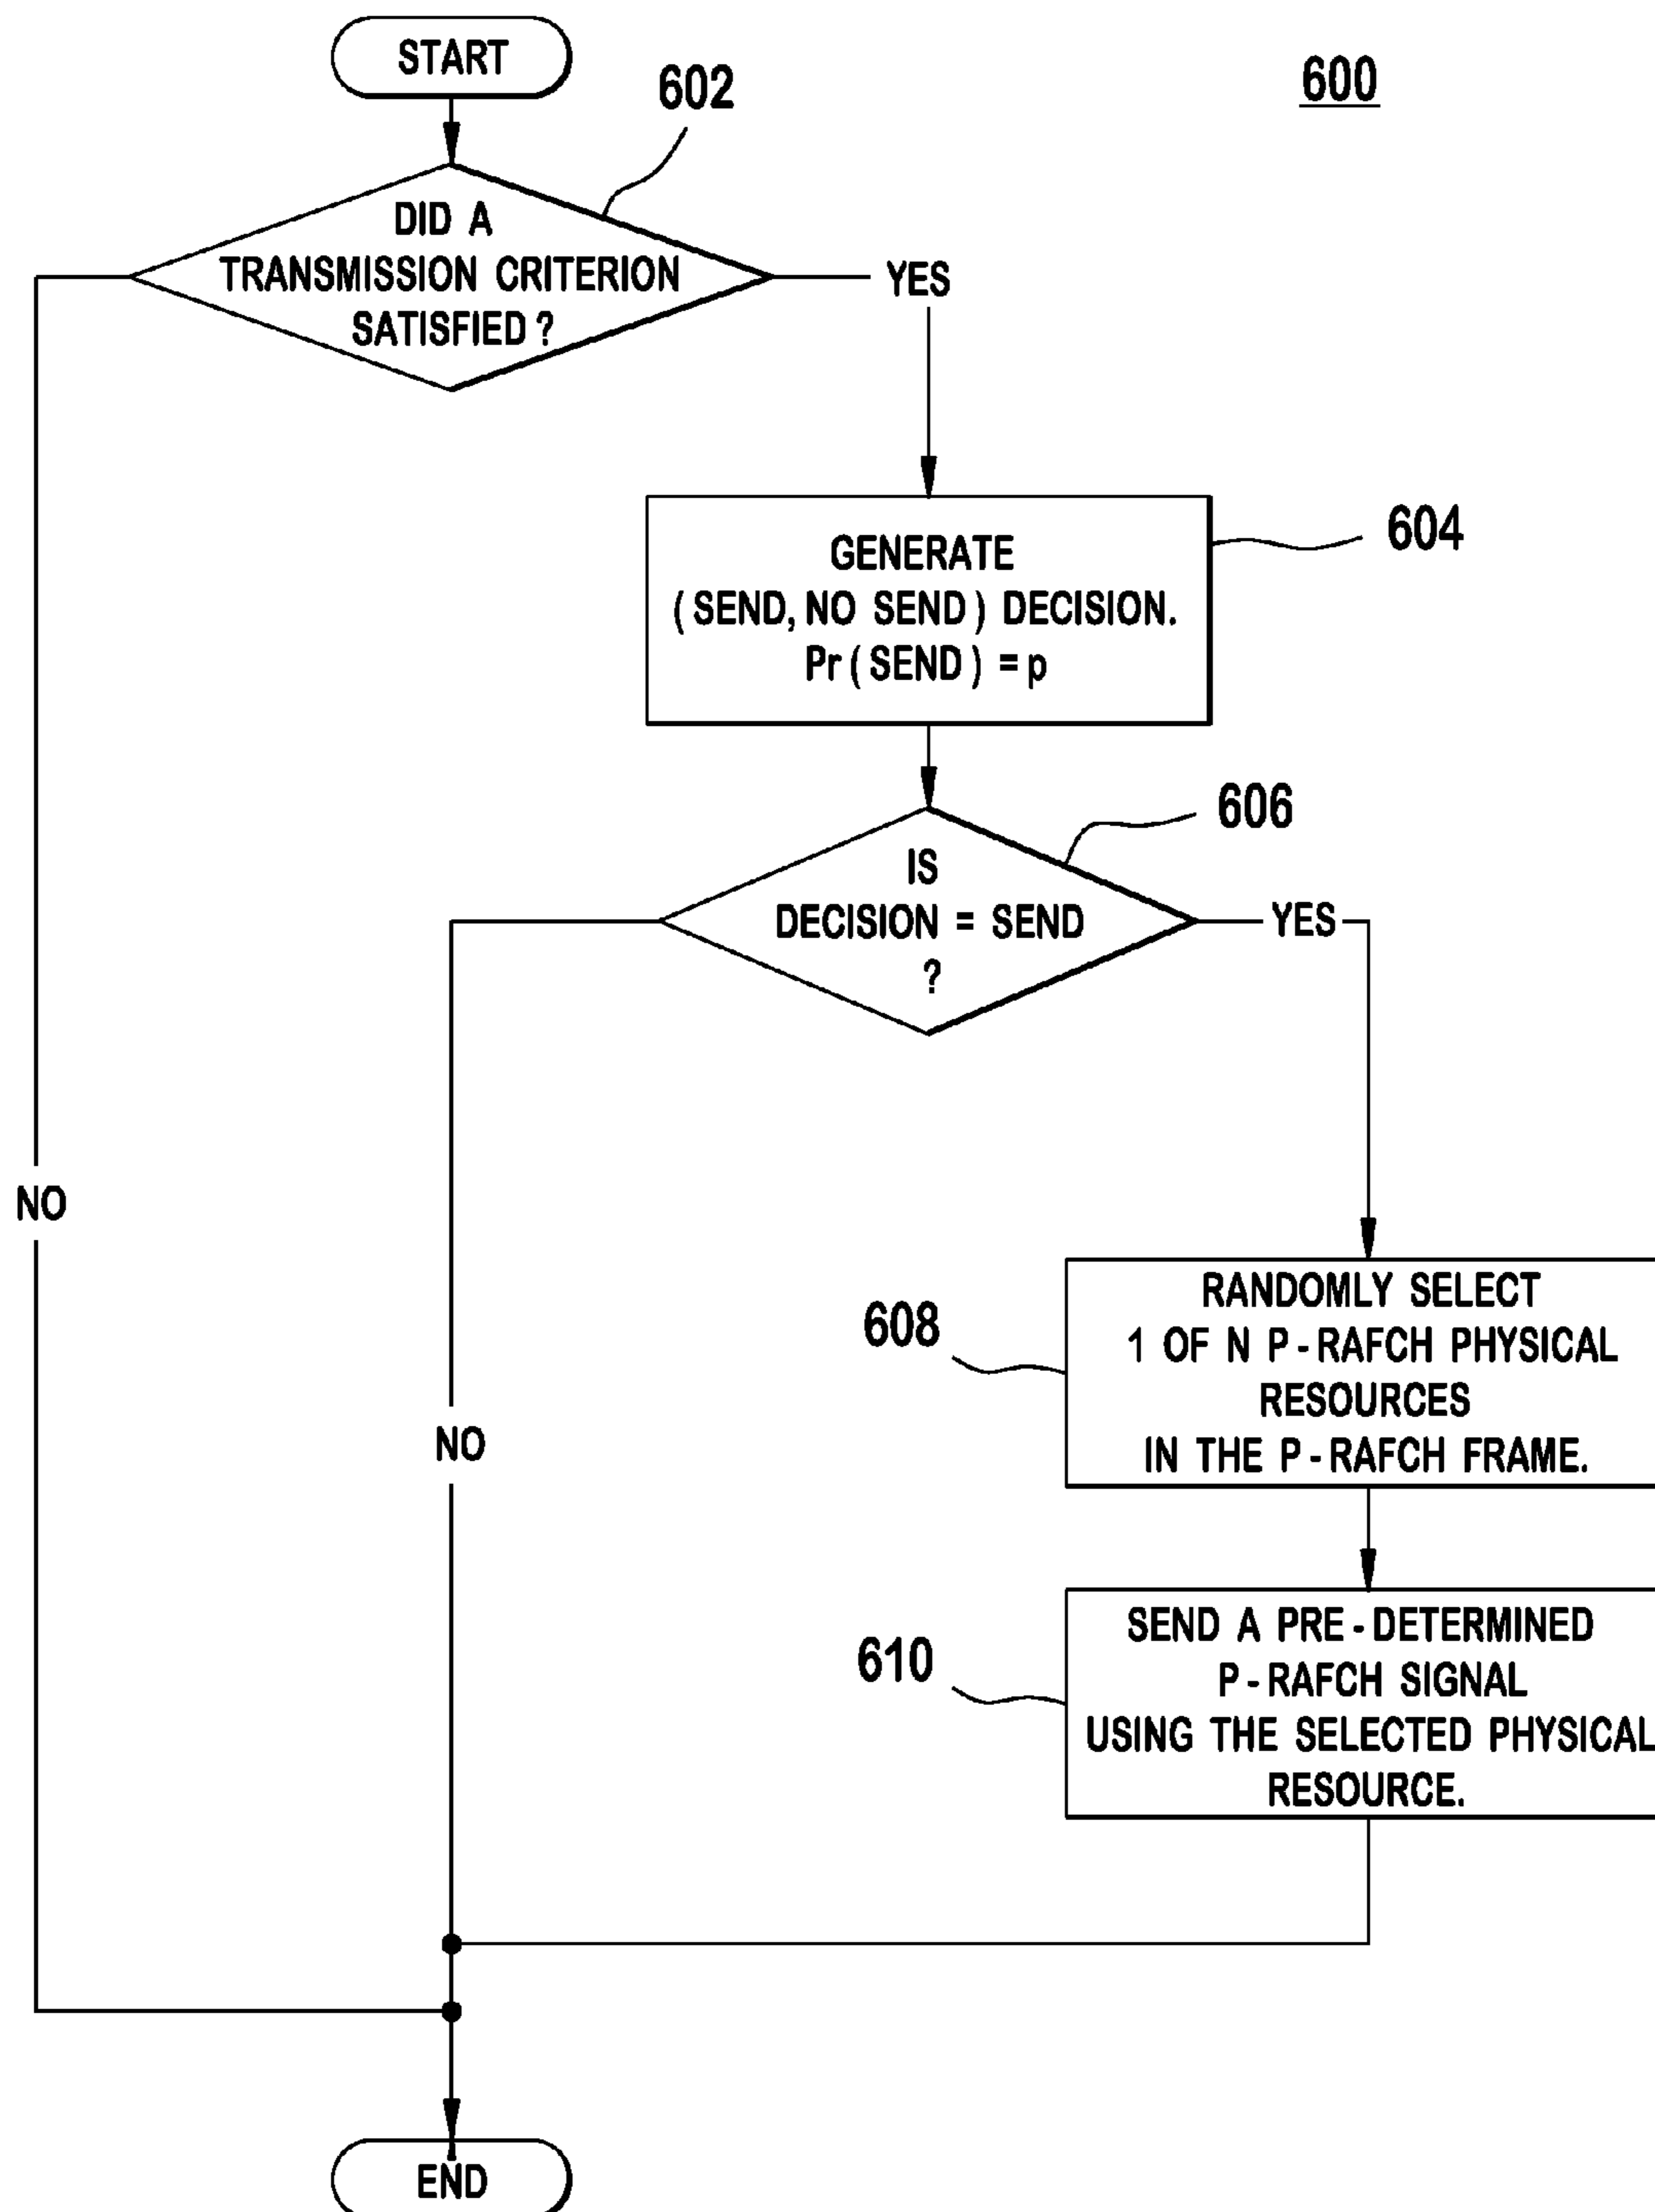 START
602
600
DID A
TRANSMISSION CRITERION
SATISFIED ?
YES
GENERATE
( SEND, NO SEND ) DECISION.
Pr ( SEND ) = p
604
606
IS
DECISION = SEND
?
YES
NO
NO
608
RANDOMLY SELECT
1 OF N P - RAFCH PHYSICAL
RESOURCES
IN THE P - RAFCH FRAME.
610
SEND A PRE - DETERMINED
P - RAFCH SIGNAL
USING THE SELECTED PHYSICAL
RESOURCE.
END